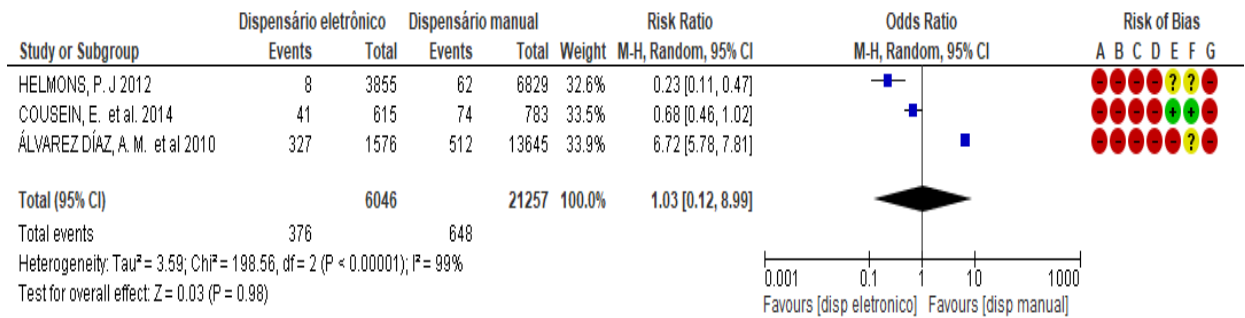 Dispensário eletrônico Dispensário manual Risk Ratio Odds Ratio Risk of Bias
Study or Subgroup Events Total Events Total Weight M-H, Random, 95% CI M-H, Random, 95% CI A B C D E F G
HELMONS, P. J 2012 8 3855 62 6829 32.6% 0.23 [0.11, 0.47] - - - - ? ? -
COUSEIN, E. et al. 2014 41 615 74 783 33.5% 0.68 [0.46, 1.02] - - - - + + -
ÁLVAREZ DÍAZ, A. M. et al 2010 327 1576 512 13645 33.9% 6.72 [5.78, 7.81] - - - - - ? -
Total (95% CI) 6046 21257 100.0% 1.03 [0.12, 8.99]
Total events 376 648
Heterogeneity: Tau² = 3.59; Chi² = 198.56, df = 2 (P < 0.00001); I² = 99%
Test for overall effect: Z = 0.03 (P = 0.98)
0.001 0.1 1 10 1000
Favours [disp eletronico] Favours [disp manual]